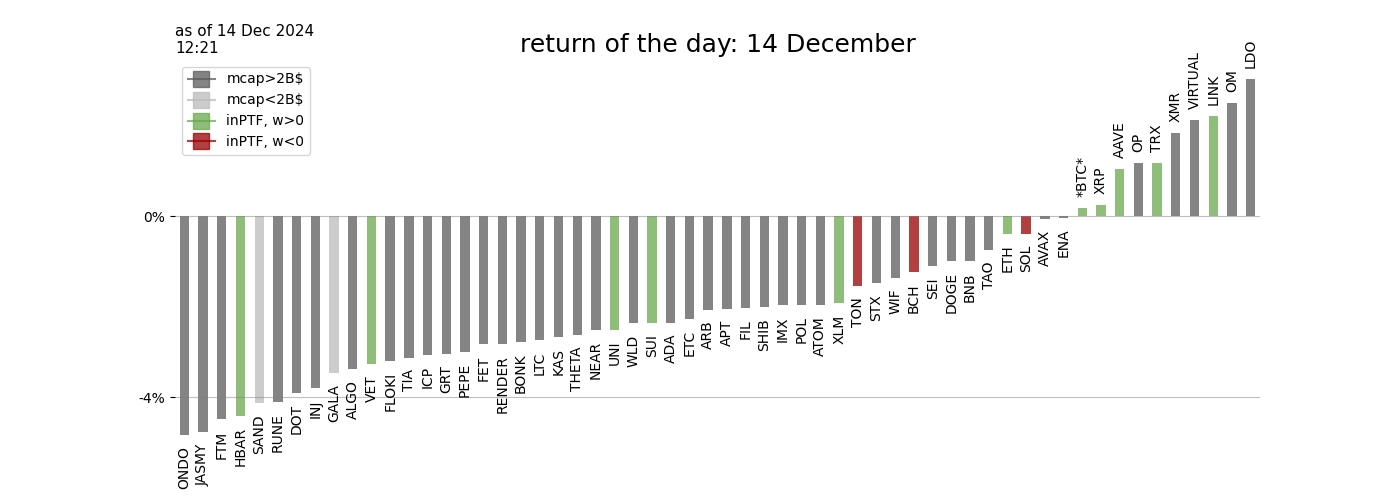 as of 14 Dec 2024
12:21
return of the day: 14 December
mcap>2B$
mcap<2B$
inPTF, w>0
inPTF, w<0
0%
-4%
ONDO
JASMY
FTM
HBAR
SAND
RUNE
DOT
INJ
GALA
ALGO
VET
FLOKI
TIA
ICP
GRT
PEPE
FET
RENDER
BONK
LTC
KAS
THETA
NEAR
UNI
WLD
SUI
ADA
ETC
ARB
APT
FIL
SHIB
IMX
POL
ATOM
XLM
TON
STX
WIF
BCH
SEI
DOGE
BNB
TAO
ETH
SOL
AVAX
ENA
*BTC*
XRP
AAVE
OP
TRX
XMR
VIRTUAL
LINK
OM
LDO